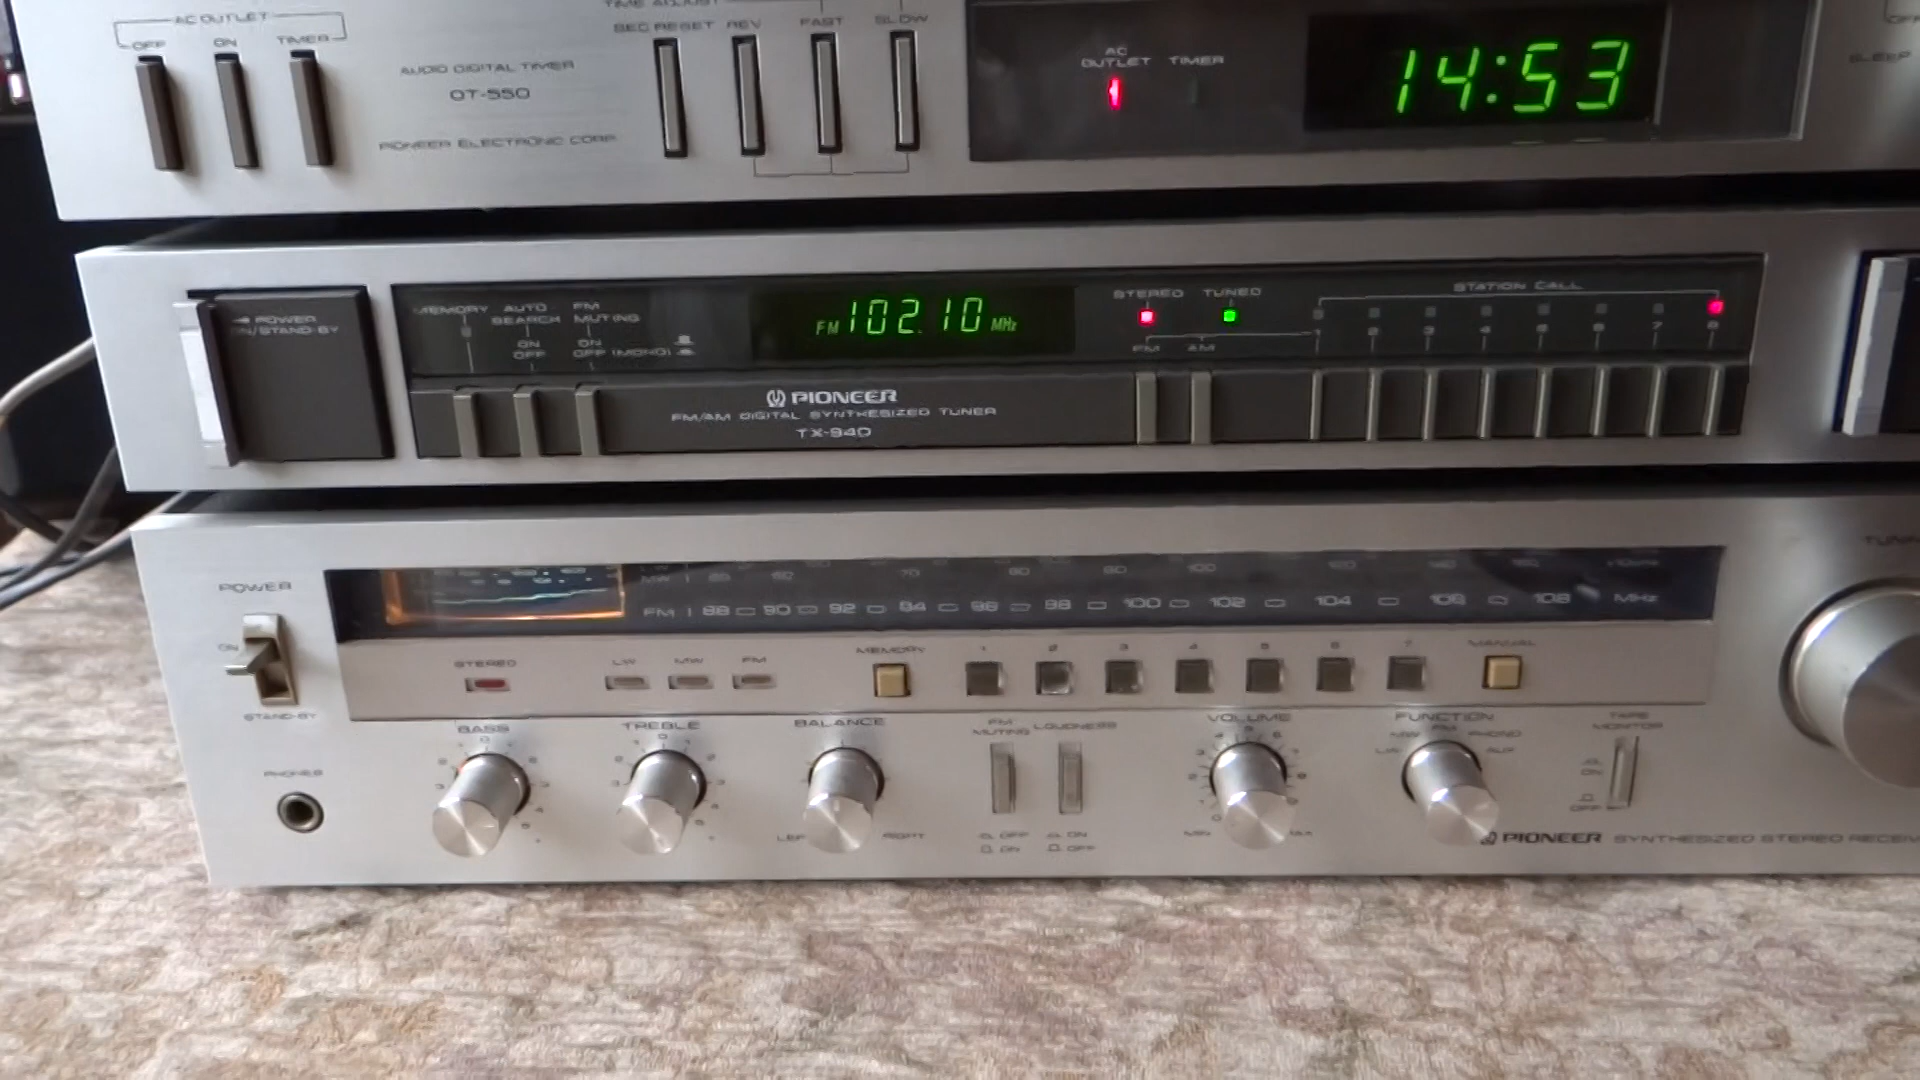 AC OUTLET
OFF ON TIMER
AUDIO DIGITAL TIMER
DT-550
PIONEER ELECTRONIC CORP.
TIME ADJUST
SEC RESET REV FAST SLOW
AC
OUTLET TIMER
14:53
SLEEP
POWER
ON/STAND BY
MEMORY AUTO SEARCH FM MUTING
ON ON
OFF OFF (MONO)
FM 102.10 MHz
STEREO TUNED
FM AM
STATION CALL
1 2 3 4 5 6 7 8
PIONEER
FM/AM DIGITAL SYNTHESIZED TUNER
TX-940
POWER
ON
STAND-BY
PHONES
MW
FM 88 90 92 94 96 98 100 102 104 106 108 MHz
STEREO LW MW FM
MEMORY 1 2 3 4 5 6 7 MANUAL
BASS TREBLE BALANCE
LEFT RIGHT
FM MUTING LOUDNESS
OFF ON
ON OFF
VOLUME
MIN MAX
FUNCTION
LW MW FM PHONO AUX
TAPE MONITOR
ON
OFF
PIONEER SYNTHESIZED STEREO